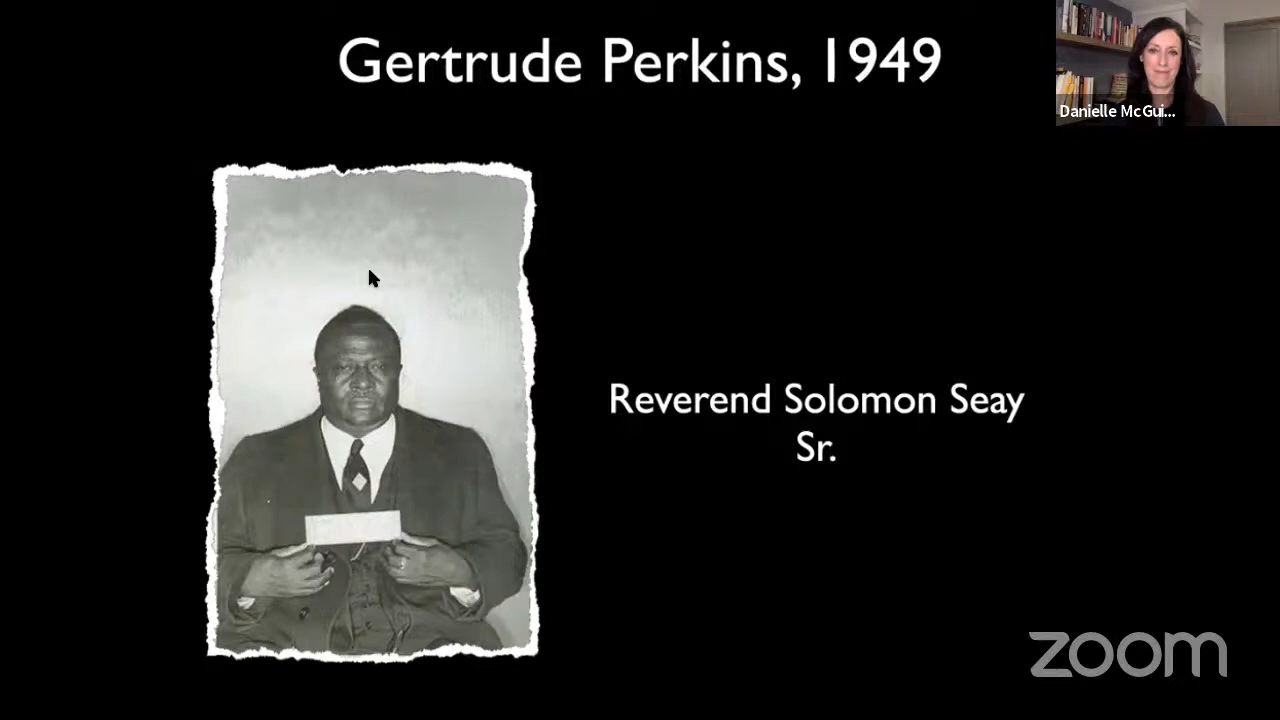 Gertrude Perkins, 1949
Danielle McGui...
Reverend Solomon Seay
Sr.
zoom